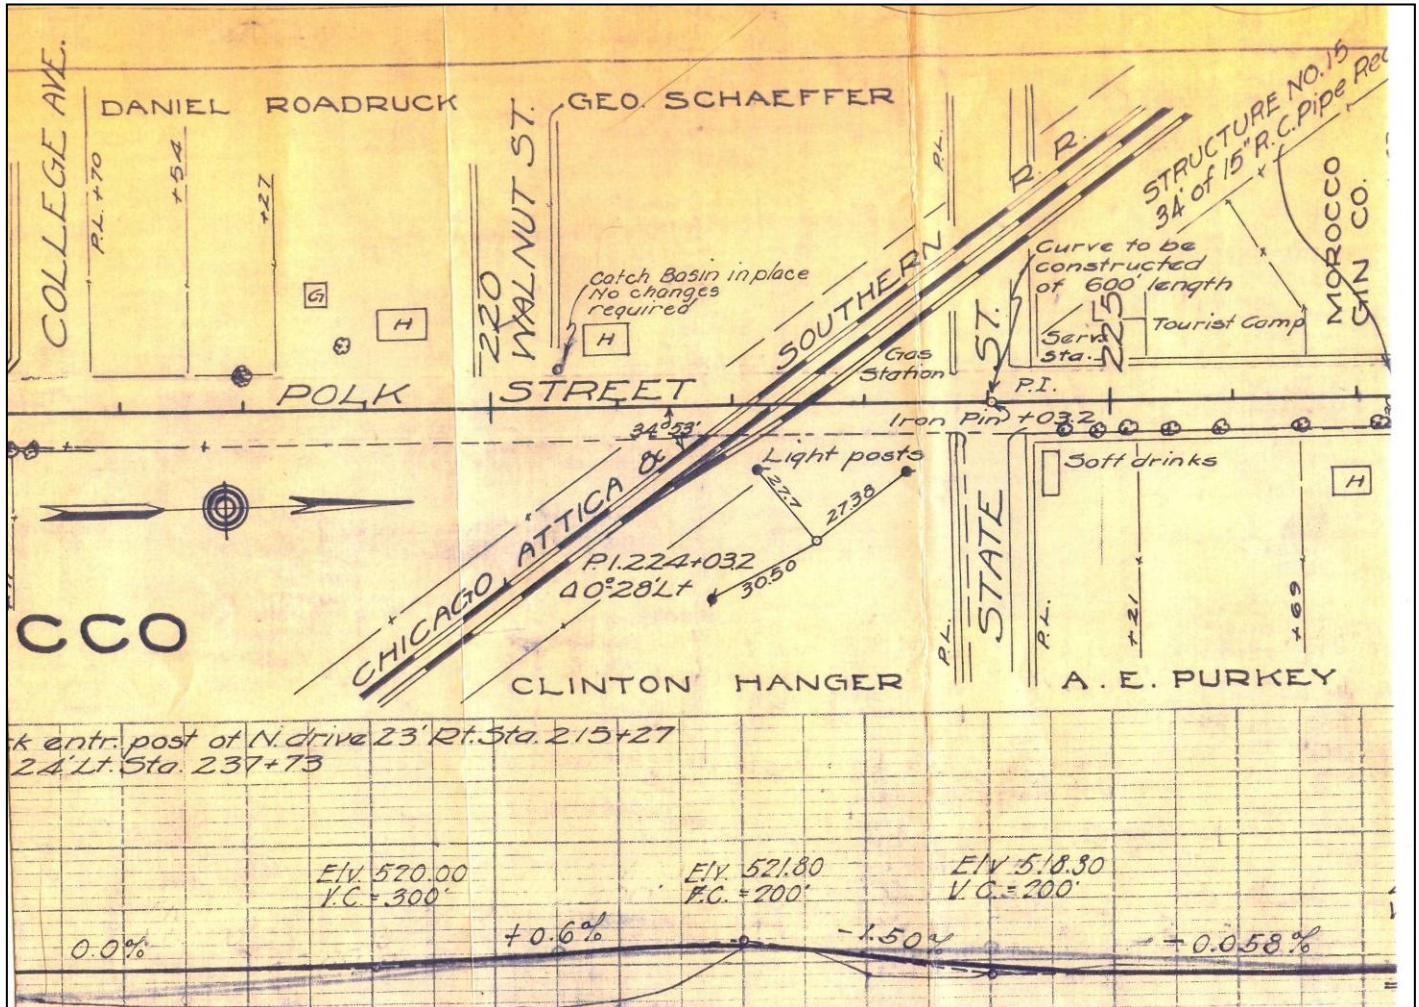 COLLEGE AVE.
DANIEL ROADRUCK
P.L. +70
+54
+27
G
H
220
WALNUT ST.
GEO. SCHAEFFER
Catch Basin in place
No changes
required
H
SOUTHERN R. R.
P.L.
STRUCTURE NO. 15
34' of 15" R.C. Pipe Req
MOROCCO
GIN CO.
Curve to be
constructed
of 600' length
225
Tourist Camp
Serv.
sta.
Gas
Station
ST.
P.I.
POLK STREET
Iron Pin +03.2
34°53'
Light posts
27.7
27.38
30.50
Soft drinks
H
CHICAGO ATTICA &
P.I. 224+03.2
Δ 0°28' Lt
STATE
P.L.
P.L.
+21
+69
CCO
CLINTON HANGER
A. E. PURKEY
k entr. post of N. drive 23' Rt. Sta. 215+27
24' Lt. Sta. 237+73
Elv. 520.00
V.C. = 300'
Elv. 521.80
V.C. = 200'
Elv. 518.80
V.C. = 200'
0.0%
+0.6%
-1.50%
+0.058%